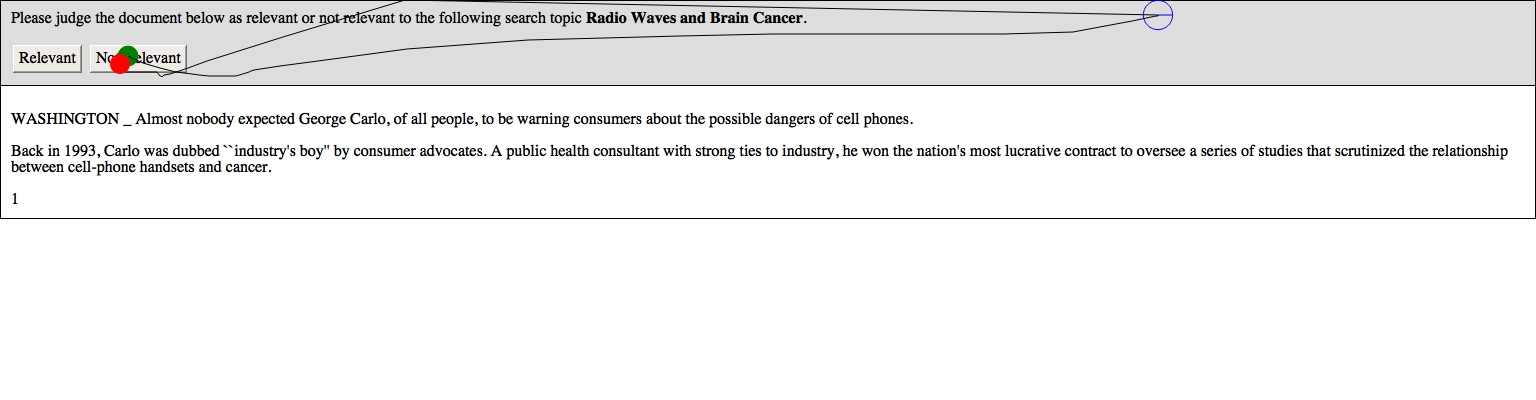 Please judge the document below as relevant or not relevant to the following search topic Radio Waves and Brain Cancer.
Relevant Not Relevant
WASHINGTON _ Almost nobody expected George Carlo, of all people, to be warning consumers about the possible dangers of cell phones.
Back in 1993, Carlo was dubbed ``industry's boy'' by consumer advocates. A public health consultant with strong ties to industry, he won the nation's most lucrative contract to oversee a series of studies that scrutinized the relationship
between cell-phone handsets and cancer.
1